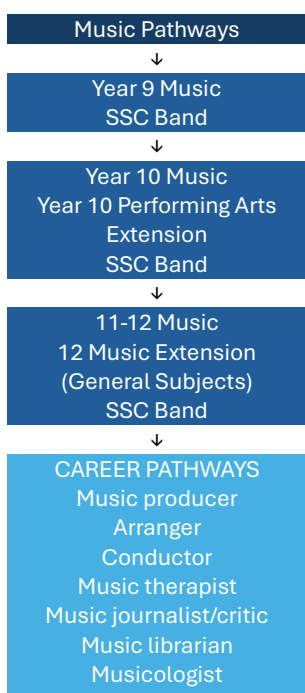 Music Pathways
Year 9 Music
SSC Band
Year 10 Music
Year 10 Performing Arts
Extension
SSC Band
11-12 Music
12 Music Extension
(General Subjects)
SSC Band
CAREER PATHWAYS
Music producer
Arranger
Conductor
Music therapist
Music journalist/critic
Music librarian
Musicologist